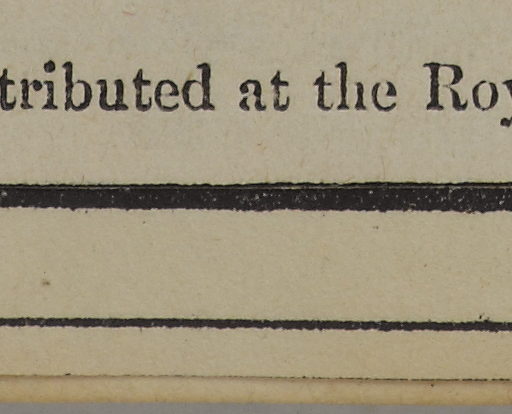 tributed at the Roy